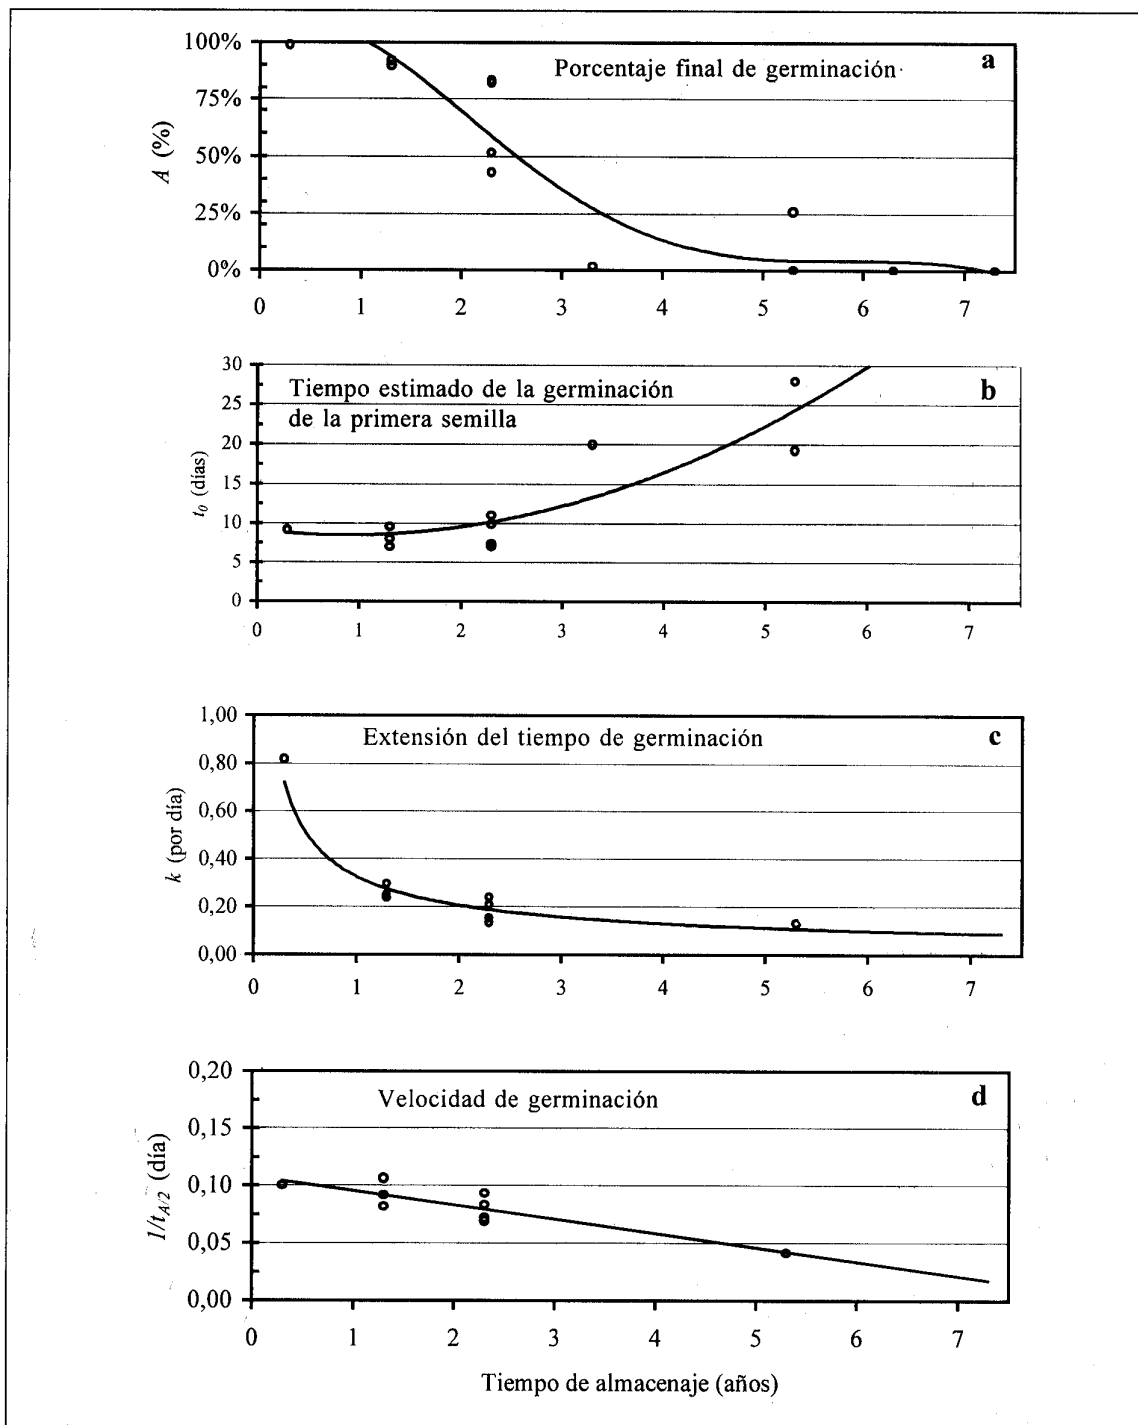 100%
75%
50%
25%
0%
A (%)
Porcentaje final de germinación
a
0 1 2 3 4 5 6 7
30
25
20
15
10
5
0
t0 (días)
Tiempo estimado de la germinación
de la primera semilla
b
0 1 2 3 4 5 6 7
1,00
0,80
0,60
0,40
0,20
0,00
k (por día)
Extensión del tiempo de germinación
c
0 1 2 3 4 5 6 7
0,20
0,15
0,10
0,05
0,00
1/tA/2 (día)
Velocidad de germinación
d
0 1 2 3 4 5 6 7
Tiempo de almacenaje (años)